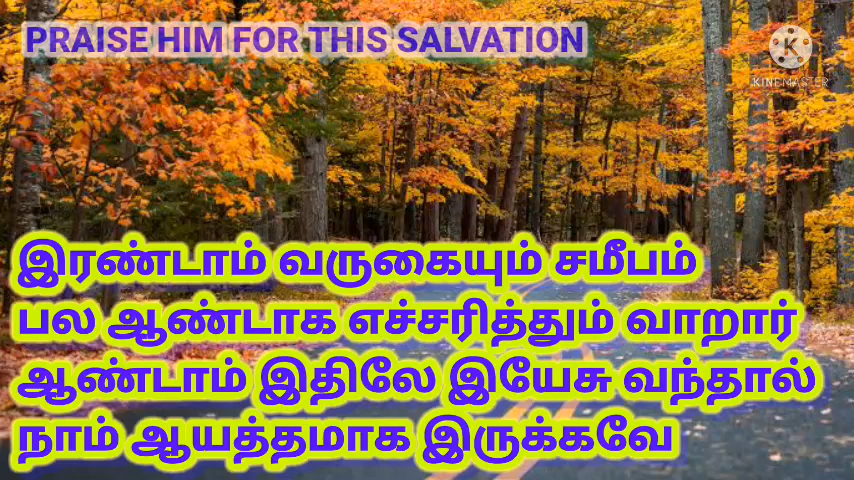 PRAISE HIM FOR THIS SALVATION
KINEMASTER
இரண்டாம் வருகையும் சமீபம்
பல ஆண்டாக எச்சரித்தும் வாறார்
ஆண்டாம் இதிலே இயேசு வந்தால்
நாம் ஆயத்தமாக இருக்கவே